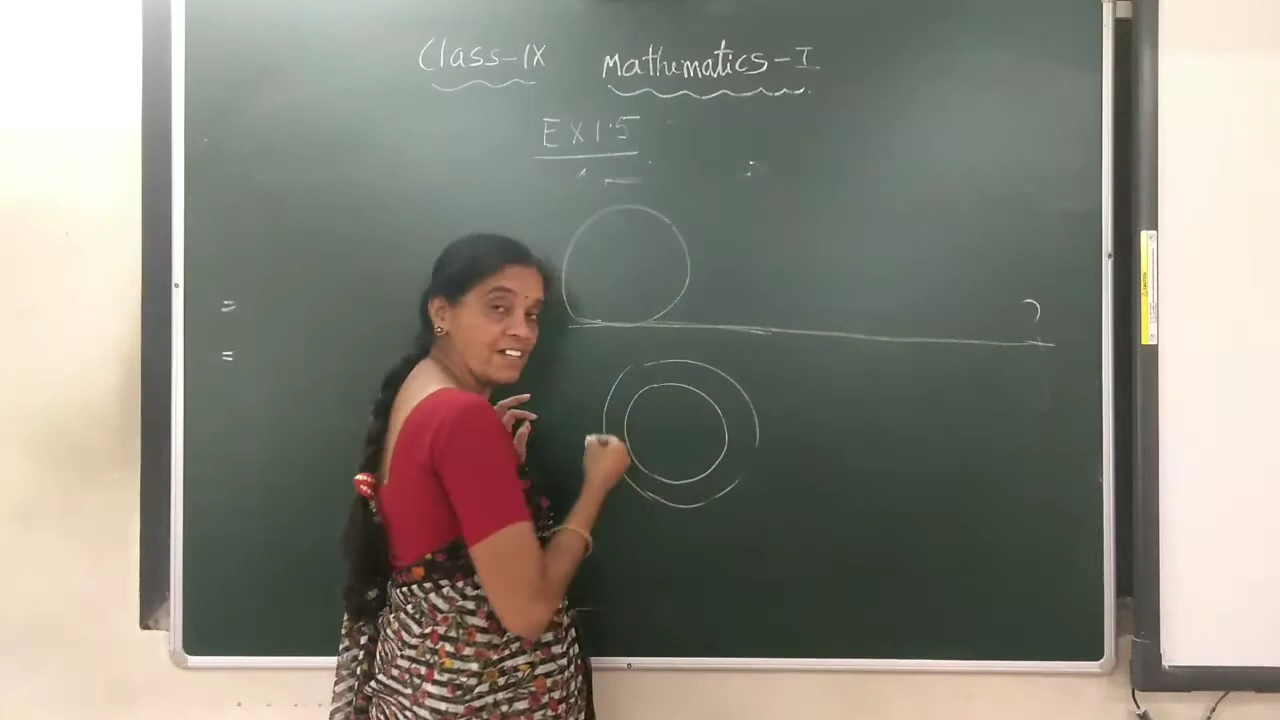 Class-IX Mathematics-I
Ex 1.5
=
=